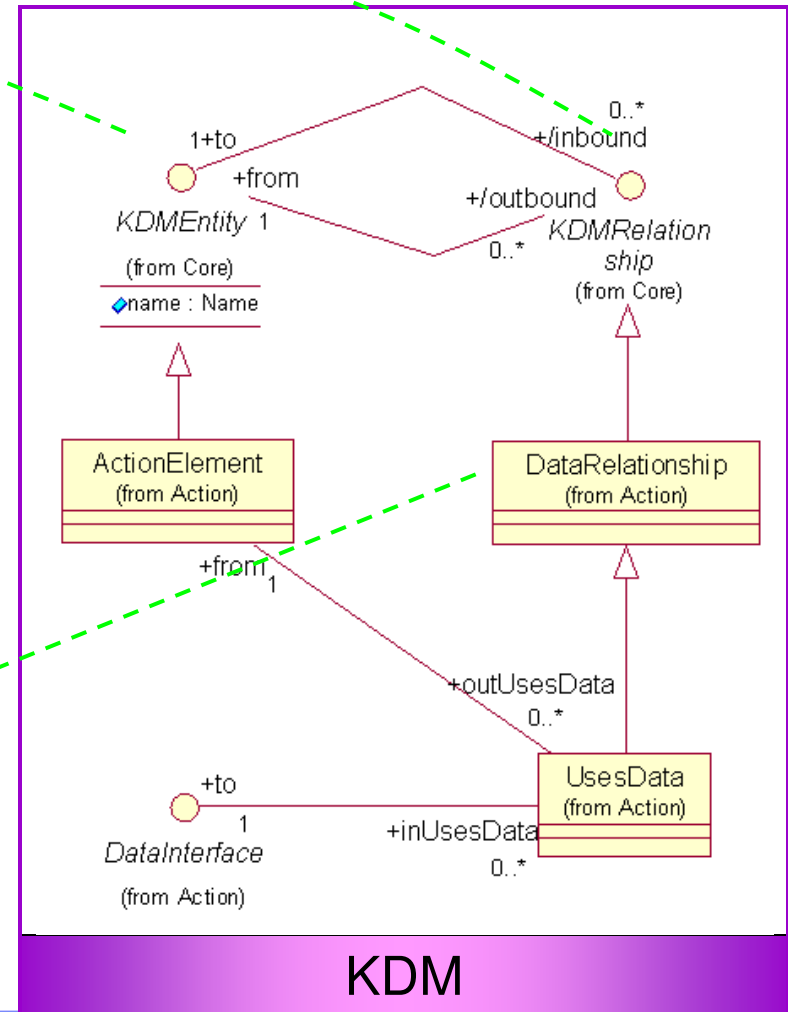 0..*
1+to
+/inbound
+from
+/outbound
KDMEntity 1
0..*
KDMRelation
ship
(from Core)
(from Core)
name : Name
ActionElement
(from Action)
DataRelationship
(from Action)
+from
1
+outUsesData
0..*
UsesData
(from Action)
+to
1
+inUsesData
0..*
DataInterface
(from Action)
KDM